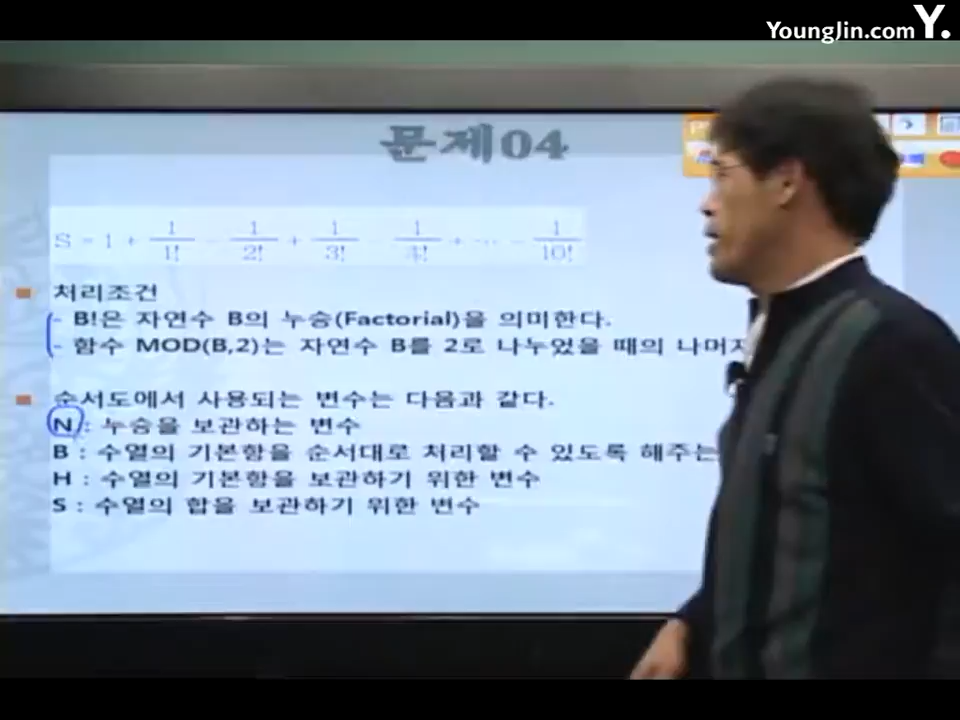 YoungJin.com Y.
문제04
S = 1 + 1/1! - 1/2! + 1/3! - 1/4! + ··· - 1/10!
처리조건
- B!은 자연수 B의 누승(Factorial)을 의미한다.
- 함수 MOD(B,2)는 자연수 B를 2로 나누었을 때의 나머지
순서도에서 사용되는 변수는 다음과 같다.
N : 누승을 보관하는 변수
B : 수열의 기본항을 순서대로 처리할 수 있도록 해주는
H : 수열의 기본항을 보관하기 위한 변수
S : 수열의 합을 보관하기 위한 변수